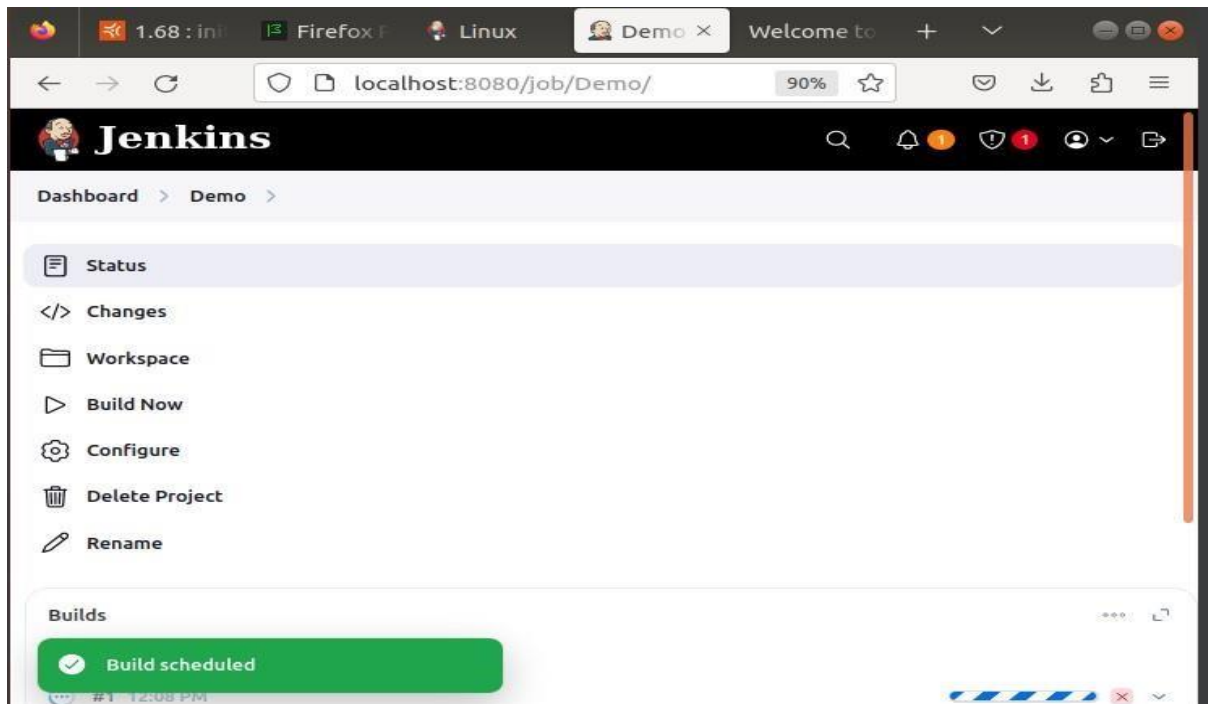 1.68 : ini Firefox F Linux Demo Welcome to
localhost:8080/job/Demo/ 90%
Jenkins 1 1
Dashboard > Demo >
Status
</> Changes
Workspace
Build Now
Configure
Delete Project
Rename
Builds
Build scheduled
#1 12:08 PM